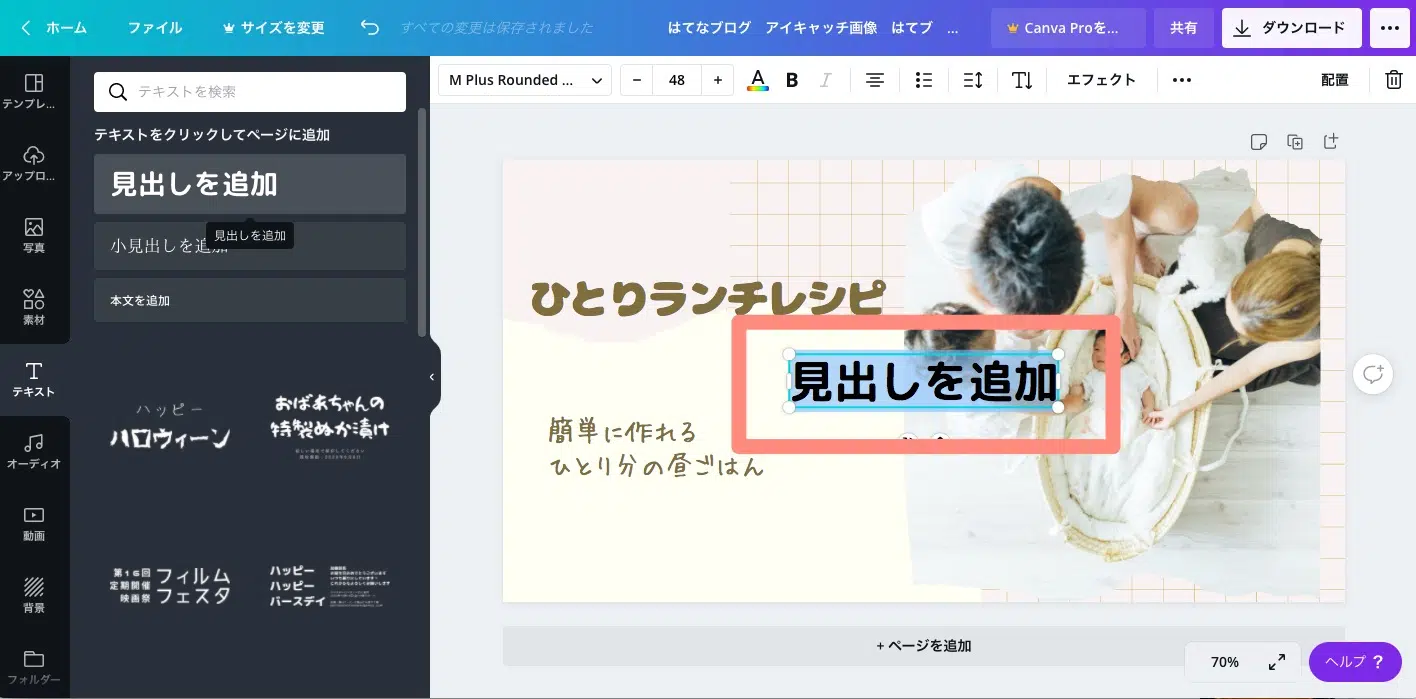 ホーム
ファイル
サイズを変更
すべての変更は保存されました
はてなブログ アイキャッチ画像 はてブ ...
Canva Proを...
共有
ダウンロード
テンプレ...
アップロ...
写真
素材
テキスト
オーディオ
動画
背景
フォルダー
テキストを検索
テキストをクリックしてページに追加
見出しを追加
見出しを追加
小見出しを追加
本文を追加
ハッピー
ハロウィーン
おばあちゃんの
特製ぬか漬け
第16回
定期開催
映画祭
フィルム
フェスタ
ハッピー
ハッピー
バースデイ
M Plus Rounded ...
48
A
B
I
エフェクト
配置
ひとりランチレシピ
見出しを追加
簡単に作れる
ひとり分の昼ごはん
+ ページを追加
70%
ヘルプ ?